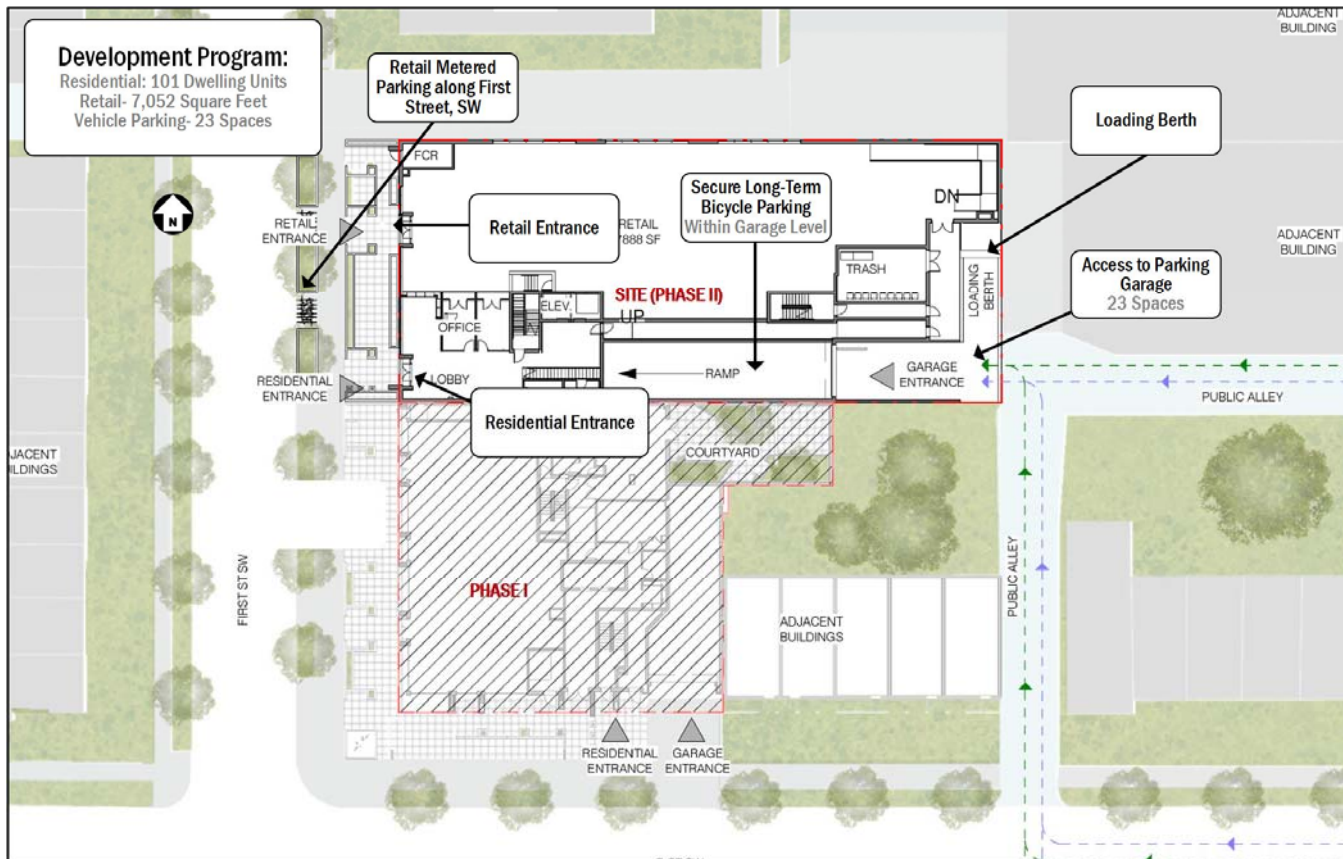 Development Program:
Residential: 101 Dwelling Units
Retail- 7,052 Square Feet
Vehicle Parking- 23 Spaces
Retail Metered
Parking along First
Street, SW
ADJACENT
BUILDING
Loading Berth
FCR
Secure Long-Term
Bicycle Parking
Within Garage Level
DN
N
RETAIL
ENTRANCE
Retail Entrance
RETAIL
7888 SF
ADJACENT
BUILDING
TRASH
LOADING
BERTH
Access to Parking
Garage
23 Spaces
SITE (PHASE II)
ELEV.
UP
OFFICE
RESIDENTIAL
ENTRANCE
LOBBY
RAMP
GARAGE
ENTRANCE
PUBLIC ALLEY
Residential Entrance
COURTYARD
FIRST ST SW
PHASE I
ADJACENT
BUILDINGS
PUBLIC ALLEY
RESIDENTIAL
ENTRANCE
GARAGE
ENTRANCE